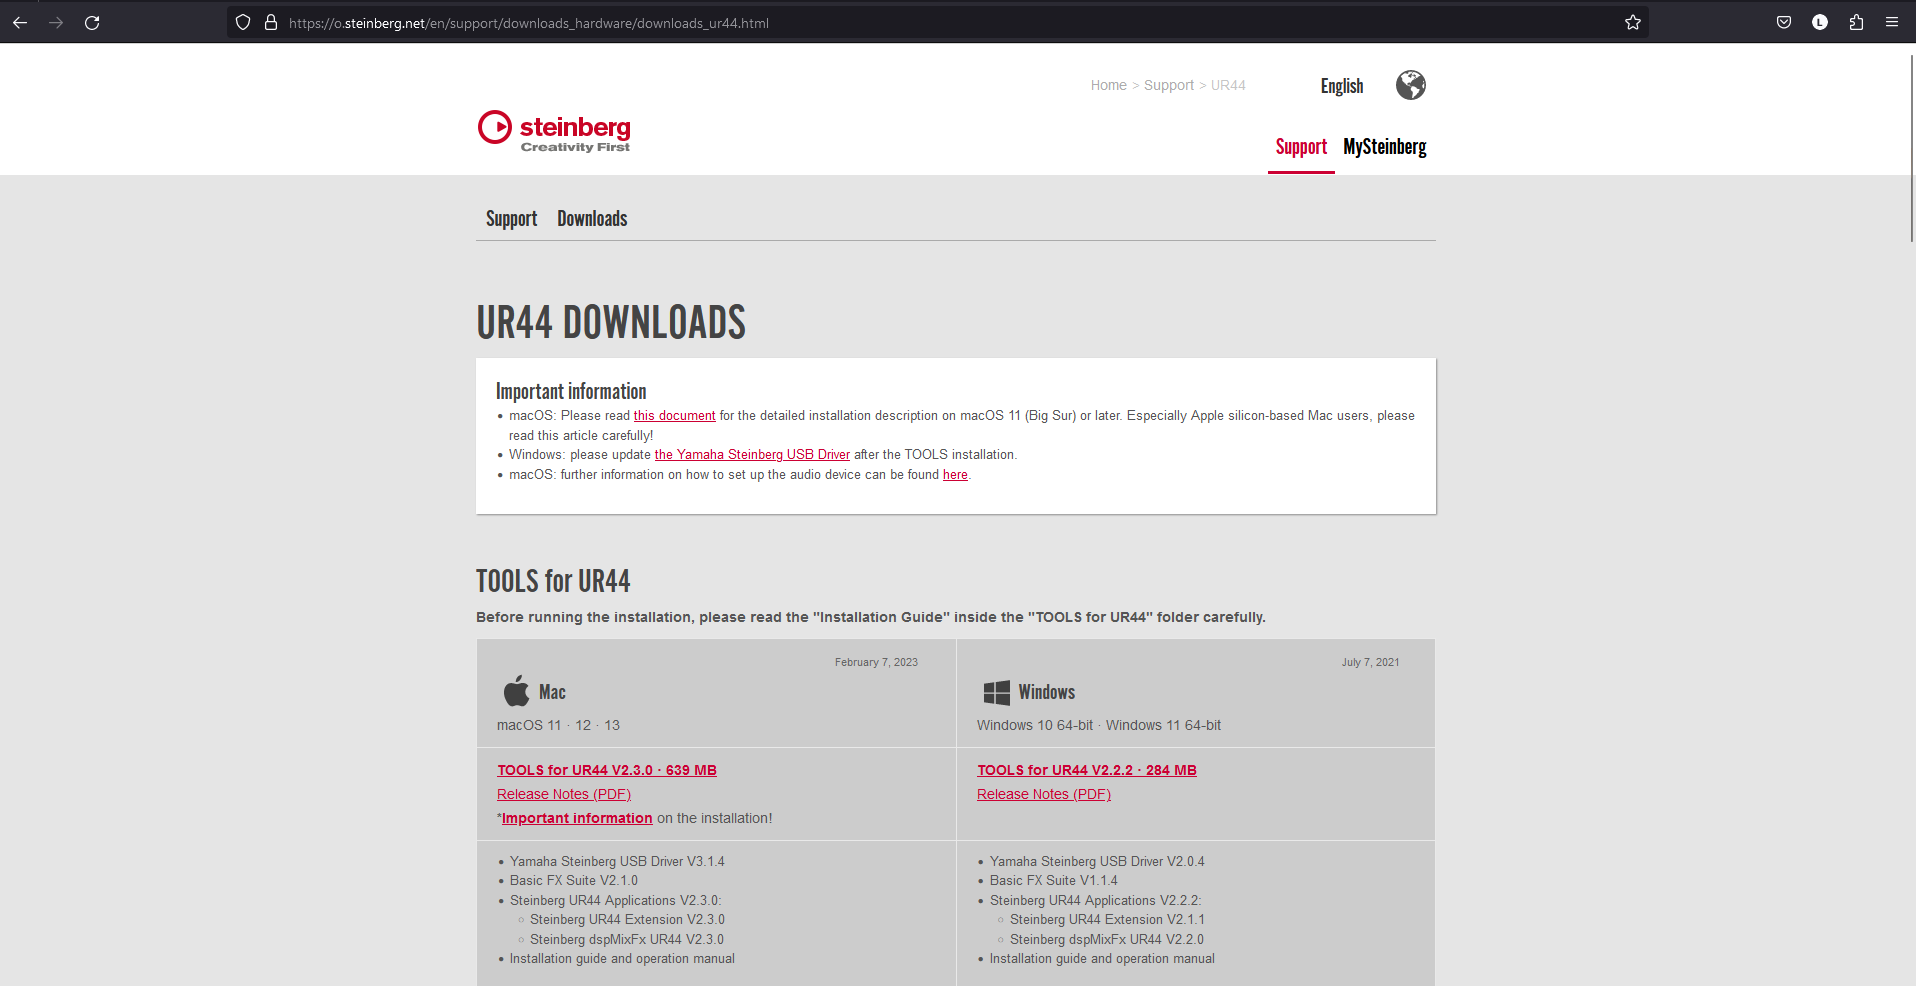 https://o.steinberg.net/en/support/downloads_hardware/downloads_ur44.html
L
Home > Support > UR44
English
steinberg
Creativity First
Support MySteinberg
Support Downloads
UR44 DOWNLOADS
Important information
• macOS: Please read this document for the detailed installation description on macOS 11 (Big Sur) or later. Especially Apple silicon-based Mac users, please
read this article carefully!
• Windows: please update the Yamaha Steinberg USB Driver after the TOOLS installation.
• macOS: further information on how to set up the audio device can be found here.
TOOLS for UR44
Before running the installation, please read the "Installation Guide" inside the "TOOLS for UR44" folder carefully.
February 7, 2023
Mac
macOS 11 · 12 · 13
TOOLS for UR44 V2.3.0 · 639 MB
Release Notes (PDF)
*Important information on the installation!
• Yamaha Steinberg USB Driver V3.1.4
• Basic FX Suite V2.1.0
• Steinberg UR44 Applications V2.3.0:
○ Steinberg UR44 Extension V2.3.0
○ Steinberg dspMixFx UR44 V2.3.0
• Installation guide and operation manual
July 7, 2021
Windows
Windows 10 64-bit · Windows 11 64-bit
TOOLS for UR44 V2.2.2 · 284 MB
Release Notes (PDF)
• Yamaha Steinberg USB Driver V2.0.4
• Basic FX Suite V1.1.4
• Steinberg UR44 Applications V2.2.2:
○ Steinberg UR44 Extension V2.1.1
○ Steinberg dspMixFx UR44 V2.2.0
• Installation guide and operation manual